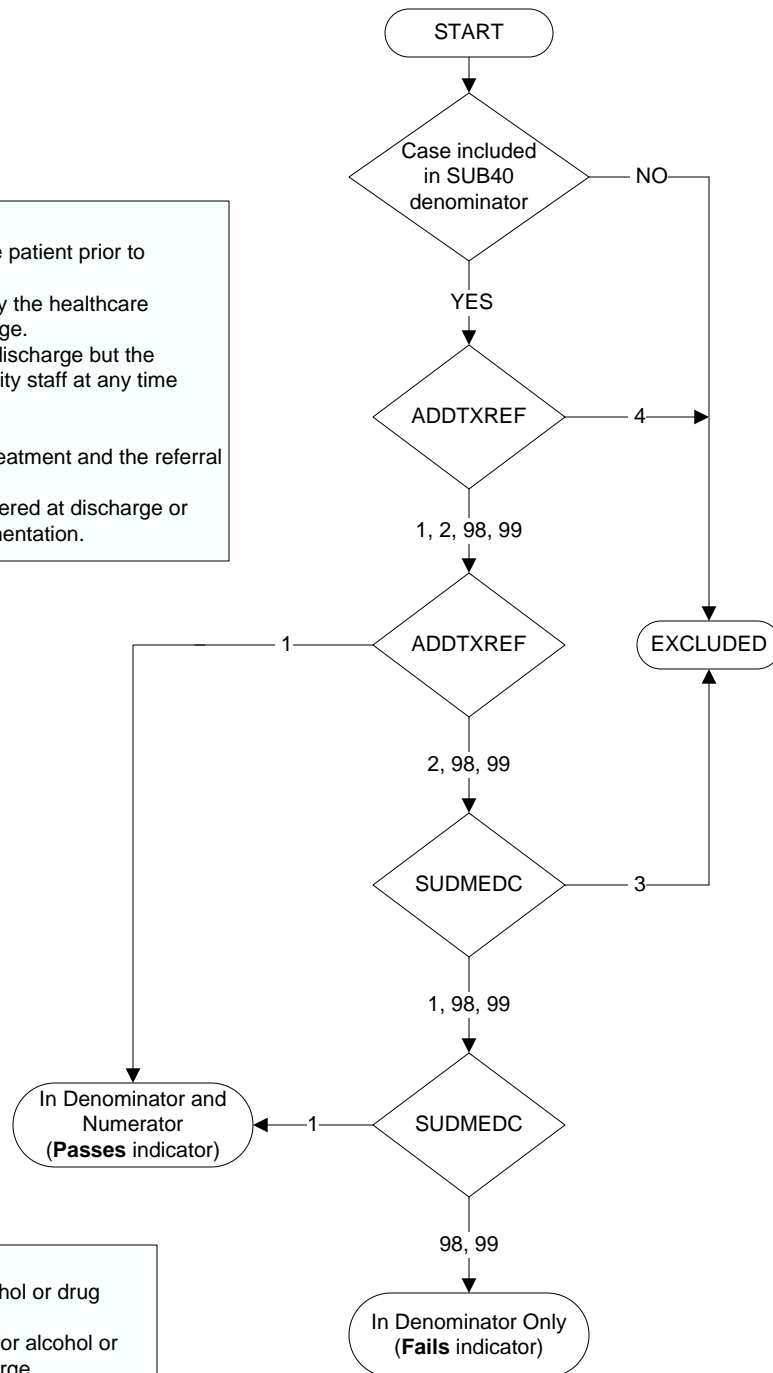 START
Case included
in SUB40
denominator
NO
YES
e patient prior to
y the healthcare
ge.
discharge but the
ity staff at any time
eatment and the referral
ered at discharge or
nentation.
ADDTXREF
4
1, 2, 98, 99
ADDTXREF
1
EXCLUDED
2, 98, 99
SUDMEDC
3
1, 98, 99
SUDMEDC
1
In Denominator and
Numerator
(Passes indicator)
98, 99
In Denominator Only
(Fails indicator)
hol or drug
or alcohol or
rge